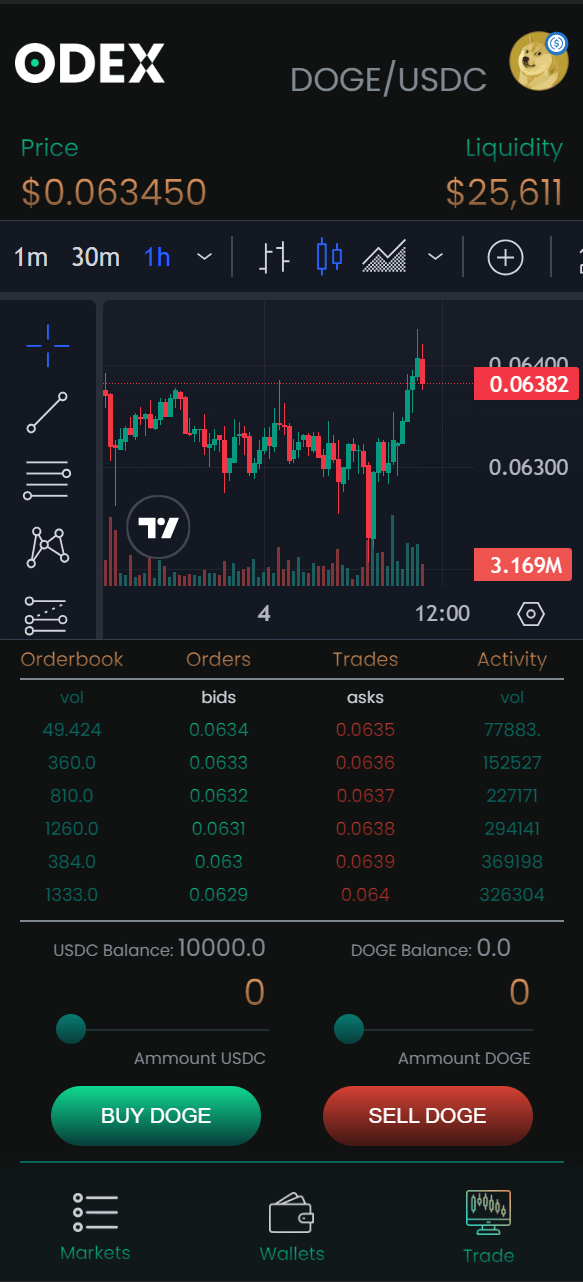 ODEX
DOGE/USDC
Price Liquidity
$0.063450 $25,611
1m 30m 1h
0.06400
0.06382
0.06300
3.169M
4 12:00
Orderbook Orders Trades Activity
vol bids asks vol
49.424 0.0634 0.0635 77883.
360.0 0.0633 0.0636 152527
810.0 0.0632 0.0637 227171
1260.0 0.0631 0.0638 294141
384.0 0.063 0.0639 369198
1333.0 0.0629 0.064 326304
USDC Balance: 10000.0 DOGE Balance: 0.0
0 0
Ammount USDC Ammount DOGE
BUY DOGE SELL DOGE
Markets Wallets Trade